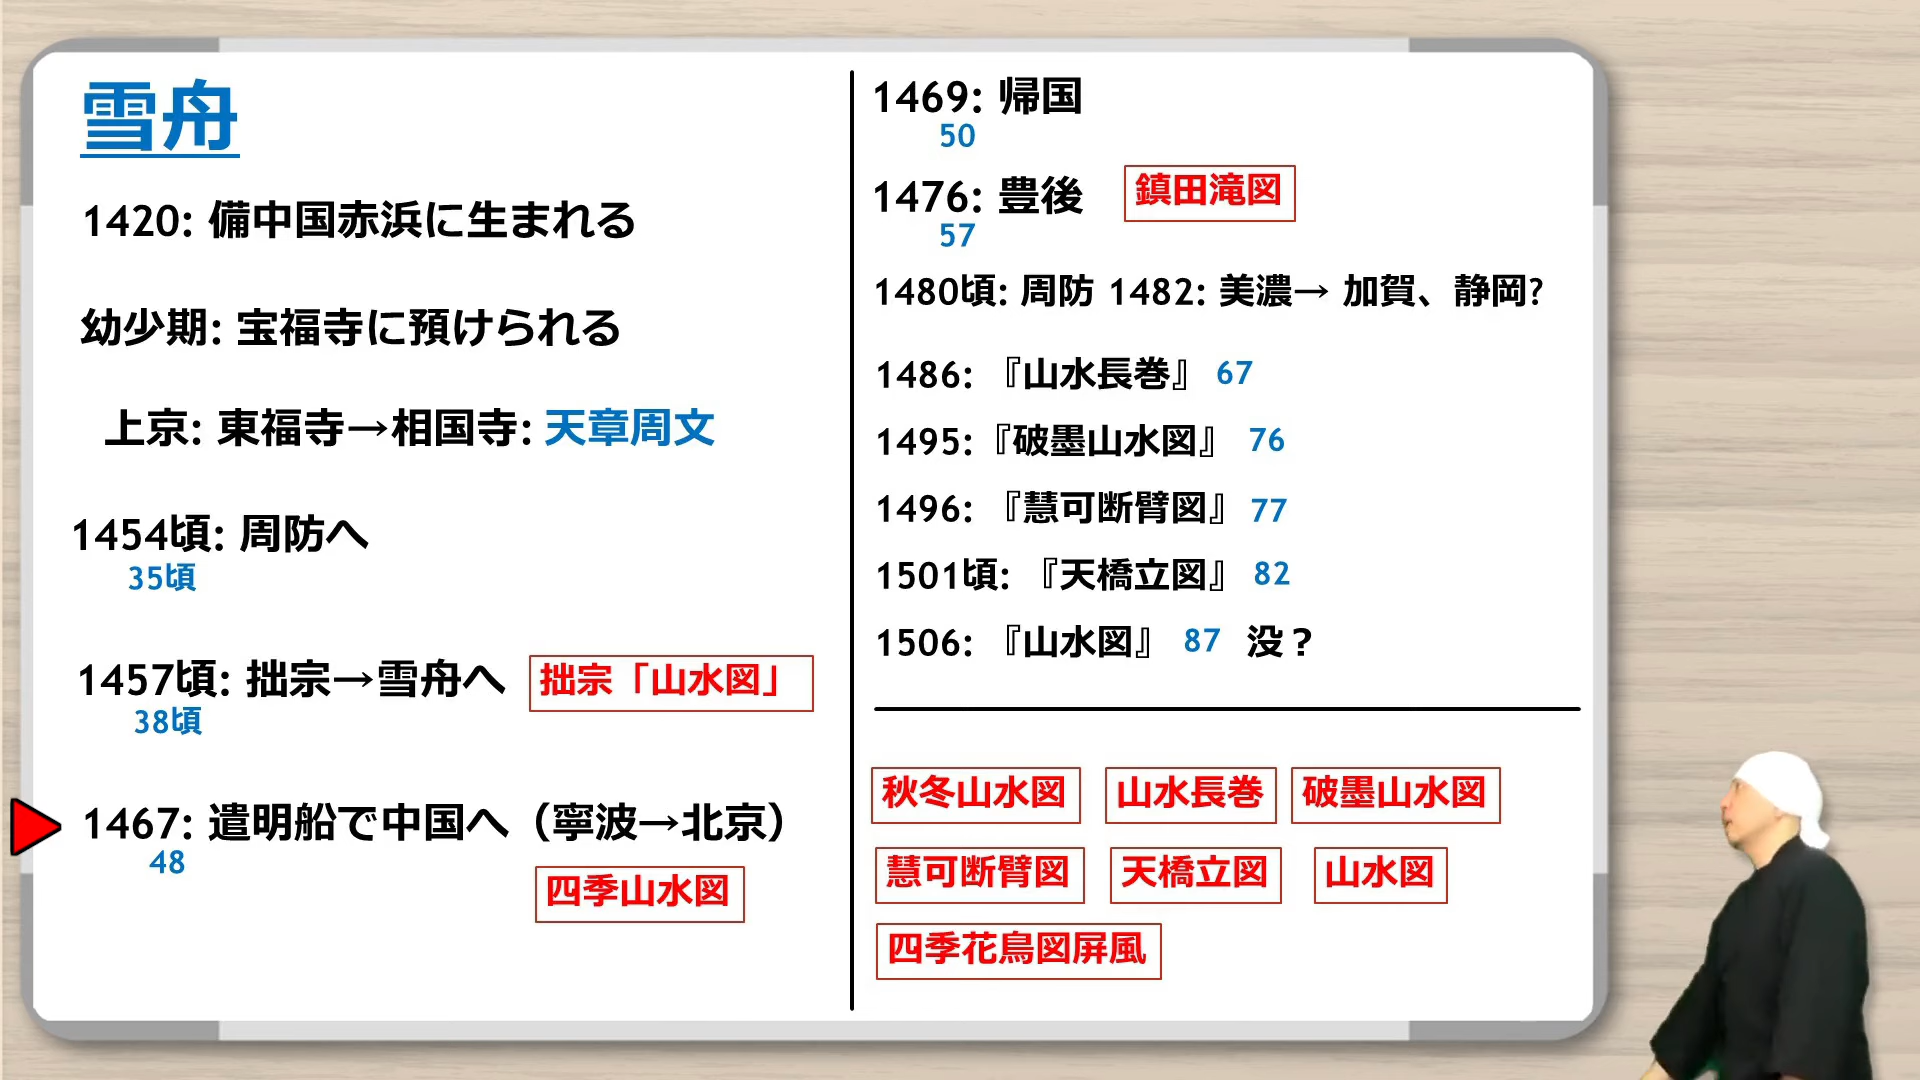 雪舟
1420: 備中国赤浜に生まれる
幼少期: 宝福寺に預けられる
上京: 東福寺→相国寺: 天章周文
1454頃: 周防へ
35頃
1457頃: 拙宗→雪舟へ 拙宗「山水図」
38頃
1467: 遣明船で中国へ（寧波→北京）
48
四季山水図
1469: 帰国
50
1476: 豊後 鎮田滝図
57
1480頃: 周防 1482: 美濃→ 加賀、静岡?
1486: 『山水長巻』 67
1495:『破墨山水図』 76
1496: 『慧可断臂図』 77
1501頃: 『天橋立図』 82
1506: 『山水図』 87 没？
秋冬山水図 山水長巻 破墨山水図
慧可断臂図 天橋立図 山水図
四季花鳥図屏風